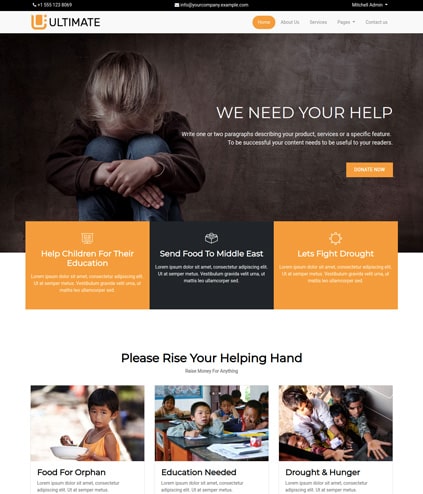 +1 555 123 8069
info@yourcompany.example.com
Mitchell Admin
ULTIMATE
Home
About Us
Services
Pages
Contact us
WE NEED YOUR HELP
Write one or two paragraphs describing your product, services or a specific feature.
To be successful your content needs to be useful to your readers.
DONATE NOW
Help Children For Their
Education
Lorem ipsum dolor sit amet, consectetur adipiscing elit.
Ut at semper metus. Vestibulum gravida velit urna, ut
mattis leo ullamcorper sed.
Send Food To Middle East
Lorem ipsum dolor sit amet, consectetur adipiscing elit.
Ut at semper metus. Vestibulum gravida velit urna, ut
mattis leo ullamcorper sed.
Lets Fight Drought
Lorem ipsum dolor sit amet, consectetur adipiscing elit.
Ut at semper metus. Vestibulum gravida velit urna, ut
mattis leo ullamcorper sed.
Please Rise Your Helping Hand
Raise Money For Anything
Food For Orphan
Lorem ipsum dolor sit amet, consectetur
adipiscing elit. Ut at semper metus.
Education Needed
Lorem ipsum dolor sit amet, consectetur
adipiscing elit. Ut at semper metus.
Drought & Hunger
Lorem ipsum dolor sit amet, consectetur
adipiscing elit. Ut at semper metus.